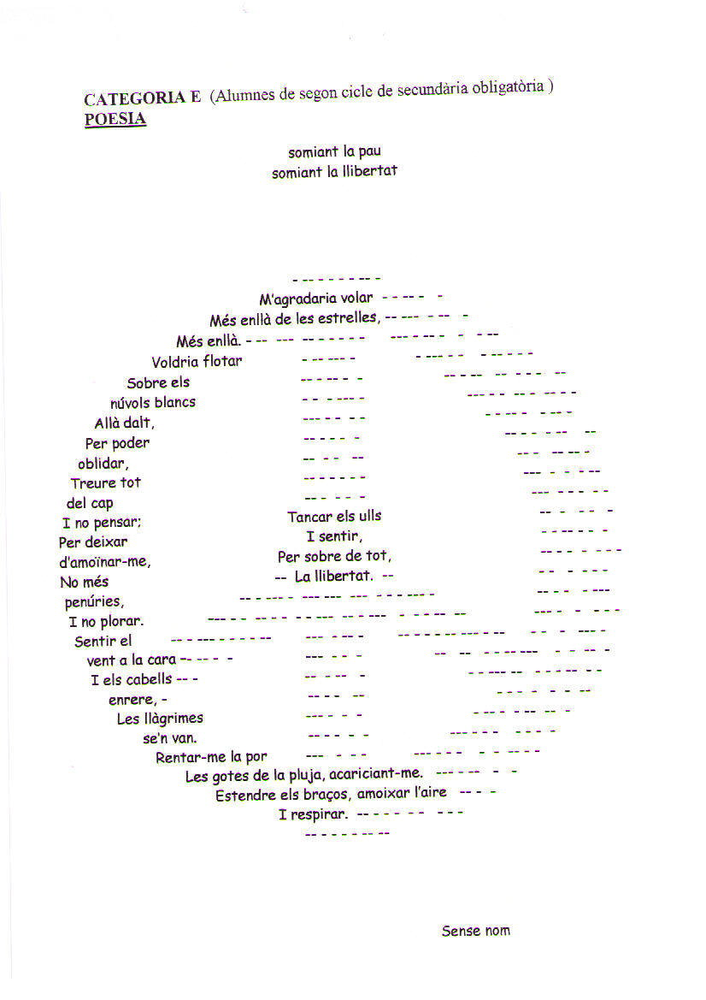 CATEGORIA E (Alumnes de segon cicle de secundària obligatòria )
POESIA
somiant la pau
somiant la llibertat
M'agradaria volar
Més enllà de les estrelles,
Més enllà.
Voldria flotar
Sobre els
núvols blancs
Allà dalt,
Per poder
oblidar,
Treure tot
del cap
I no pensar;
Per deixar
d'amoïnar-me,
No més
penúries,
I no plorar.
Sentir el
vent a la cara
I els cabells
enrere,
Les llàgrimes
se'n van.
Rentar-me la por
Les gotes de la pluja, acariciant-me.
Estendre els braços, amoixar l'aire
I respirar.
Tancar els ulls
I sentir,
Per sobre de tot,
La llibertat.
Sense nom